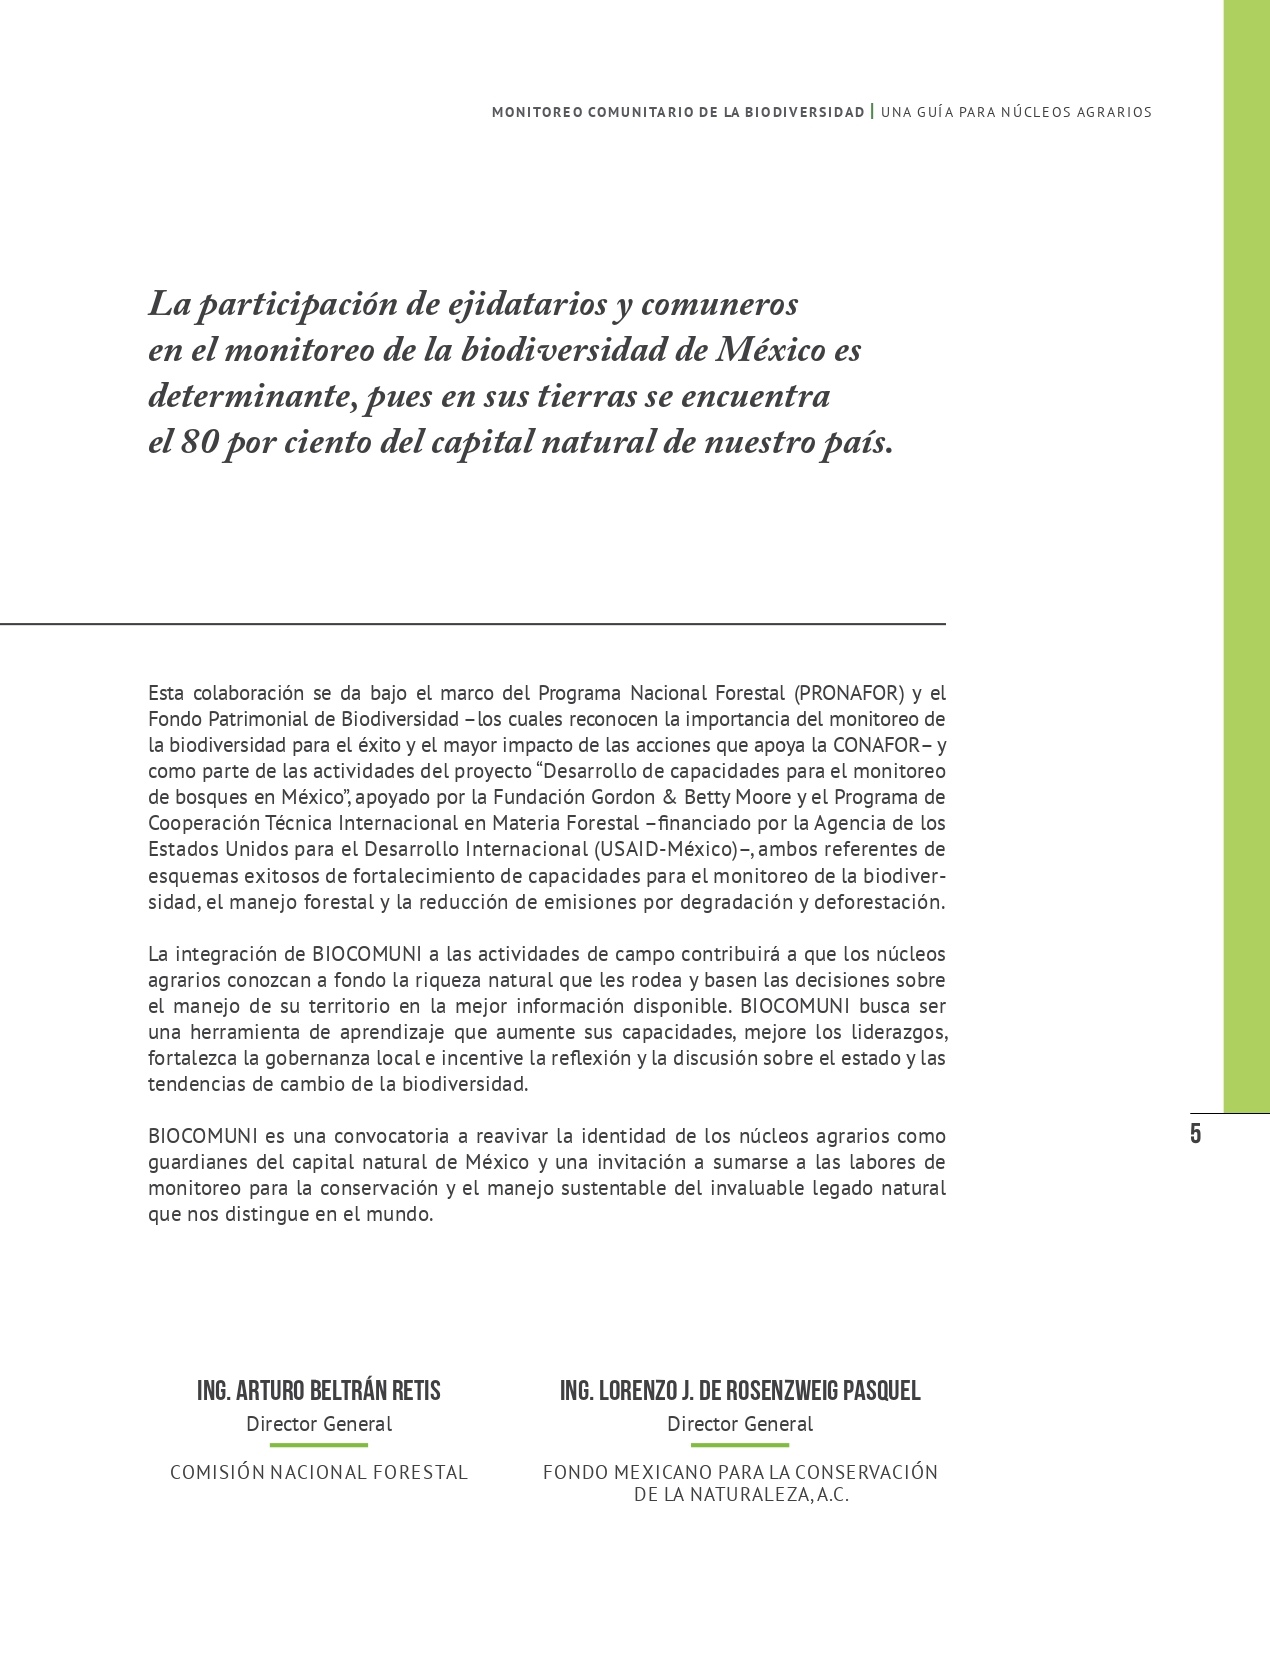 MONITOREO COMUNITARIO DE LA BIODIVERSIDAD | UNA GUÍA PARA NÚCLEOS AGRARIOS
La participación de ejidatarios y comuneros
en el monitoreo de la biodiversidad de México es
determinante, pues en sus tierras se encuentra
el 80 por ciento del capital natural de nuestro país.
Esta colaboración se da bajo el marco del Programa Nacional Forestal (PRONAFOR) y el
Fondo Patrimonial de Biodiversidad –los cuales reconocen la importancia del monitoreo de
la biodiversidad para el éxito y el mayor impacto de las acciones que apoya la CONAFOR– y
como parte de las actividades del proyecto “Desarrollo de capacidades para el monitoreo
de bosques en México”, apoyado por la Fundación Gordon & Betty Moore y el Programa de
Cooperación Técnica Internacional en Materia Forestal –financiado por la Agencia de los
Estados Unidos para el Desarrollo Internacional (USAID-México)–, ambos referentes de
esquemas exitosos de fortalecimiento de capacidades para el monitoreo de la biodiver-
sidad, el manejo forestal y la reducción de emisiones por degradación y deforestación.
La integración de BIOCOMUNI a las actividades de campo contribuirá a que los núcleos
agrarios conozcan a fondo la riqueza natural que les rodea y basen las decisiones sobre
el manejo de su territorio en la mejor información disponible. BIOCOMUNI busca ser
una herramienta de aprendizaje que aumente sus capacidades, mejore los liderazgos,
fortalezca la gobernanza local e incentive la reflexión y la discusión sobre el estado y las
tendencias de cambio de la biodiversidad.
BIOCOMUNI es una convocatoria a reavivar la identidad de los núcleos agrarios como
guardianes del capital natural de México y una invitación a sumarse a las labores de
monitoreo para la conservación y el manejo sustentable del invaluable legado natural
que nos distingue en el mundo.
5
ING. ARTURO BELTRÁN RETIS
Director General
COMISIÓN NACIONAL FORESTAL
ING. LORENZO J. DE ROSENZWEIG PASQUEL
Director General
FONDO MEXICANO PARA LA CONSERVACIÓN
DE LA NATURALEZA, A.C.